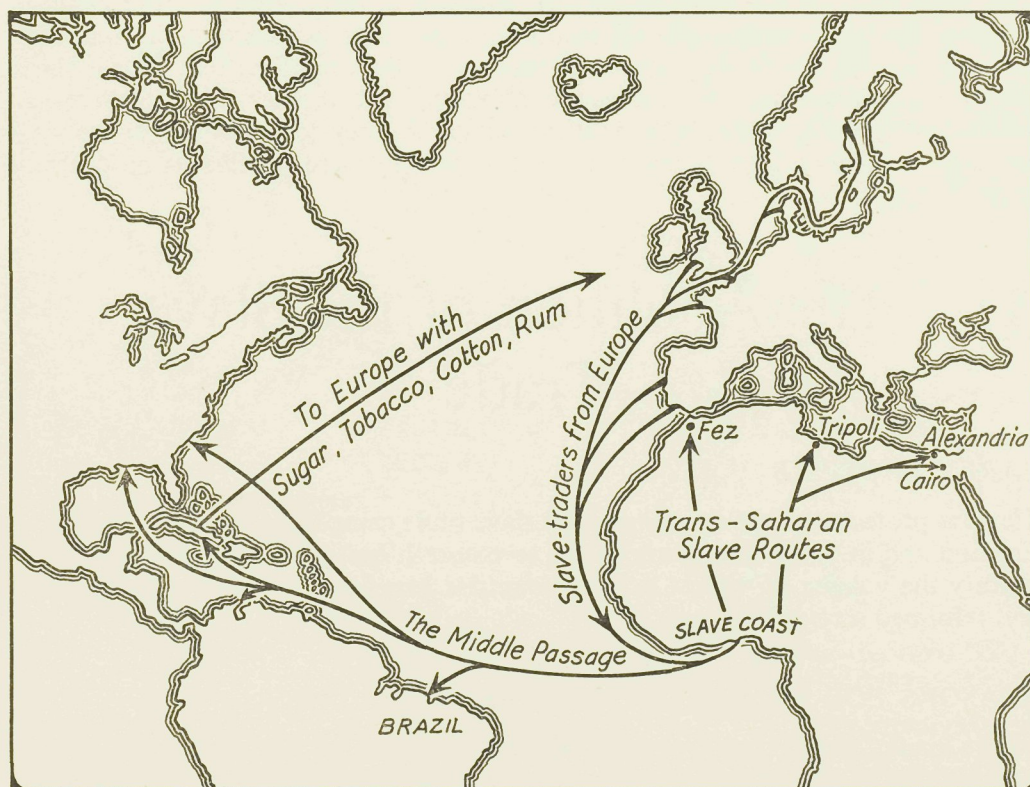 To Europe with
Sugar, Tobacco, Cotton, Rum
Slave-traders from Europe
Fez
Tripoli
Alexandria
Cairo
Trans-Saharan
Slave Routes
SLAVE COAST
The Middle Passage
BRAZIL